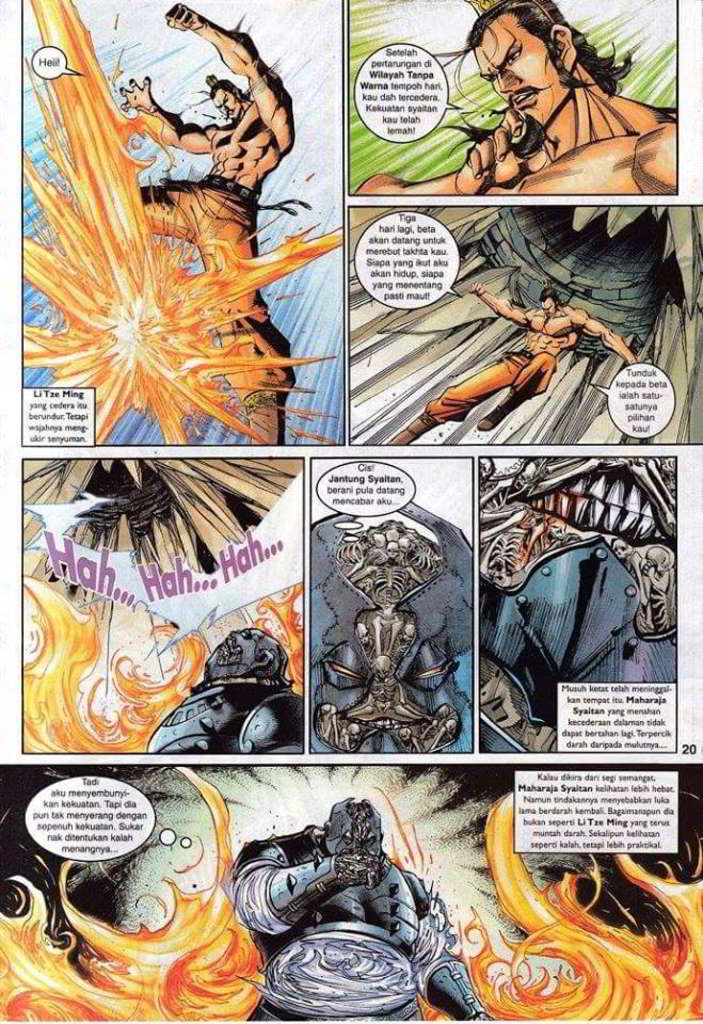 Heii!
Li Tze Ming
yang cedera itu
berundur. Tetapi
wajahnya meng-
ukir senyuman.
Setelah
pertarungan di
Wilayah Tanpa
Warna tempoh hari,
kau dah tercedera.
Kekuatan syaitan
kau telah
lemah!
Tiga
hari lagi, beta
akan datang untuk
merebut takhta kau.
Siapa yang ikut aku
akan hidup, siapa
yang menentang
pasti maut!
Tunduk
kepada beta
ialah satu-
satunya
pilihan
kau!
Hah... Hah... Hah...
Cis!
Jantung Syaitan,
berani pula datang
mencabar aku...
Musuh ketat telah meninggal-
kan tempat itu. Maharaja
Syaitan yang menahan
kecederaan dalaman tidak
dapat bertahan lagi. Terpercik
darah daripada mulutnya....
20
Tadi
aku menyembunyi-
kan kekuatan. Tapi dia
pun tak menyerang dengan
sepenuh kekuatan. Sukar
nak ditentukan kalah
menangnya...
Kalau dikira dari segi semangat,
Maharaja Syaitan kelihatan lebih hebat.
Namun tindakannya menyebabkan luka
lama berdarah kembali. Bagaimanapun dia
bukan seperti Li Tze Ming yang terus
muntah darah. Sekalipun kelihatan
seperti kalah, tetapi lebih praktikal.